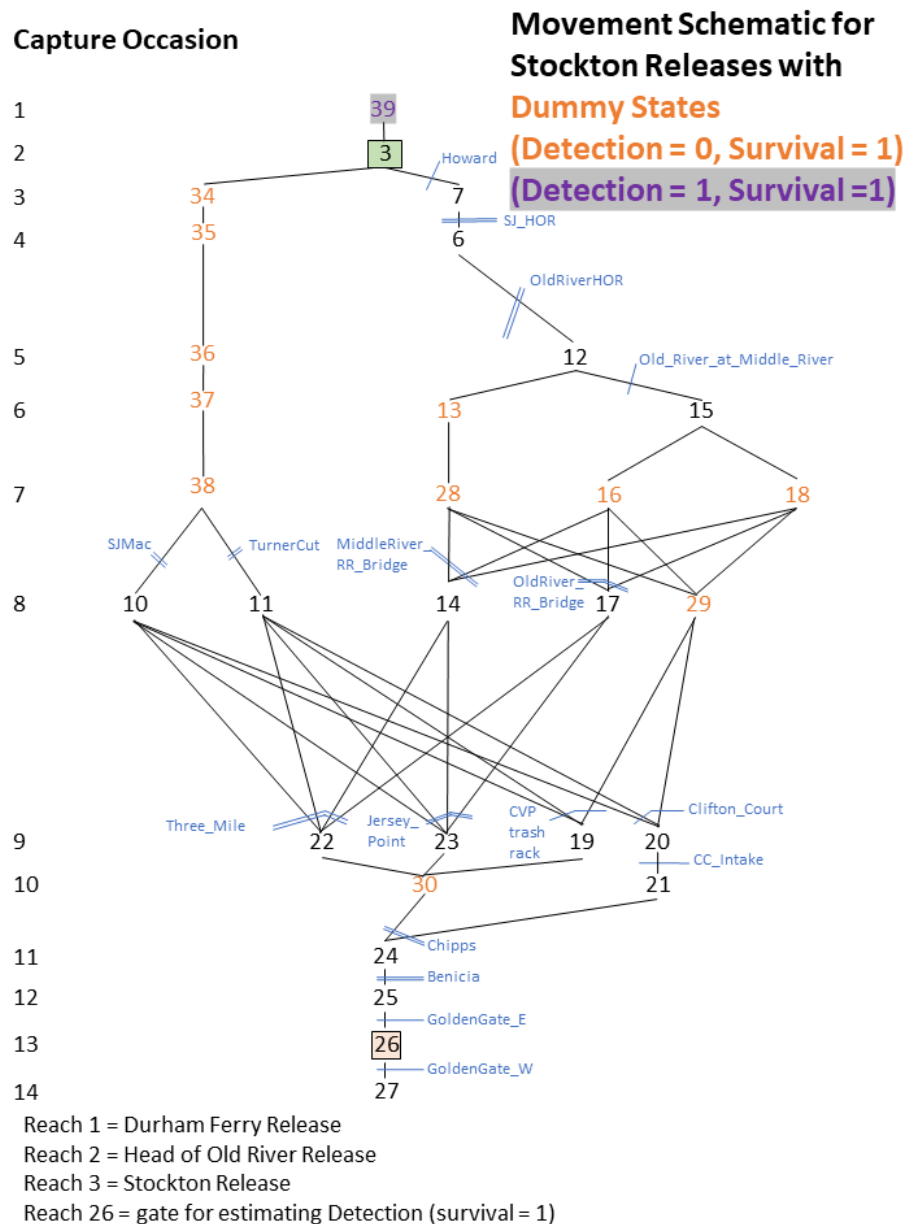 Capture Occasion
Movement Schematic for
Stockton Releases with
Dummy States
(Detection = 0, Survival = 1)
(Detection = 1, Survival =1)
1
39
2
3
Howard
3
34
7
SJ_HOR
4
35
6
OldRiverHOR
5
36
12
Old_River_at_Middle_River
6
37
13
15
7
38
28
16
18
SJMac
TurnerCut
MiddleRiver_
RR_Bridge
OldRiver_
RR_Bridge
8
10
11
14
17
29
Three_Mile
Jersey_
Point
CVP
trash
rack
Clifton_Court
9
22
23
19
20
CC_Intake
10
30
21
Chipps
11
24
Benicia
12
25
GoldenGate_E
13
26
GoldenGate_W
14
27
Reach 1 = Durham Ferry Release
Reach 2 = Head of Old River Release
Reach 3 = Stockton Release
Reach 26 = gate for estimating Detection (survival = 1)